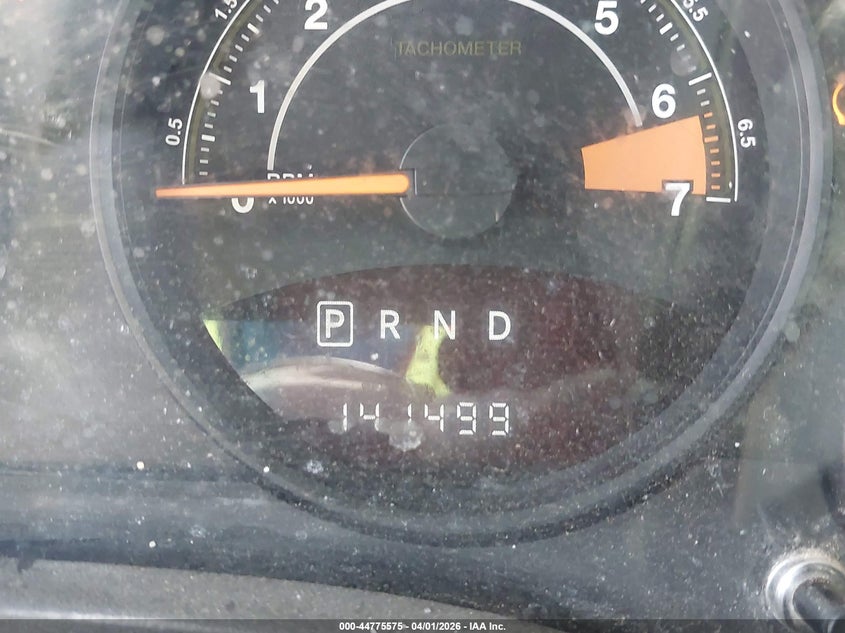 1.5 2 5 5.5
TACHOMETER
1 6
0.5 6.5
RPM
0 x 1000 7
P R N D
141499
000-44775575 - 04/01/2026 - IAA Inc.